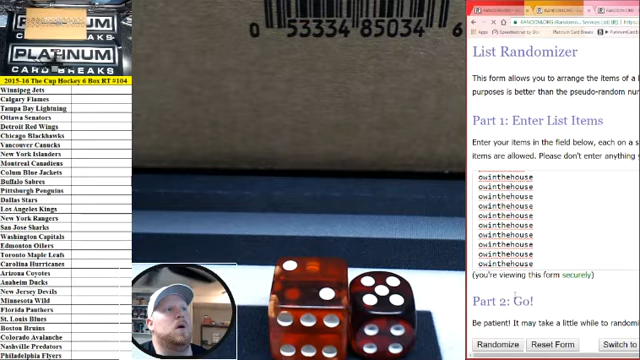 PLATINUM
PLATINUM
CARD BREAKS
2015-16 The Cup Hockey 6 Box RT #104
Winnipeg Jets
Calgary Flames
Tampa Bay Lightning
Ottawa Senators
Detroit Red Wings
Chicago Blackhawks
Vancouver Canucks
New York Islanders
Montreal Canadiens
Colum Blue Jackets
Buffalo Sabres
Pittsburgh Penguins
Dallas Stars
Los Angeles Kings
New York Rangers
San Jose Sharks
Washington Capitals
Edmonton Oilers
Toronto Maple Leafs
Carolina Hurricanes
Arizona Coyotes
Anaheim Ducks
New Jersey Devils
Minnesota Wild
Florida Panthers
St. Louis Blues
Boston Bruins
Colorado Avalanche
Nashville Predators
Philadelphia Flyers
0 53334 85034 6
List Randomizer
This form allows you to arrange the items of a
purposes is better than the pseudo-random num
Part 1: Enter List Items
Enter your items in the field below, each on a s
items are allowed. Please don't enter anything
owinthehouse
owinthehouse
owinthehouse
owinthehouse
owinthehouse
owinthehouse
owinthehouse
owinthehouse
owinthehouse
owinthehouse
(you're viewing this form securely)
Part 2: Go!
Be patient! It may take a little while to randomi
Randomize
Reset Form
Switch to